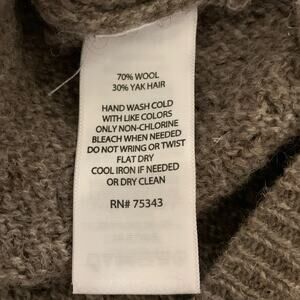 70% WOOL
30% YAK HAIR
HAND WASH COLD
WITH LIKE COLORS
ONLY NON-CHLORINE
BLEACH WHEN NEEDED
DO NOT WRING OR TWIST
FLAT DRY
COOL IRON IF NEEDED
OR DRY CLEAN
RN# 75343